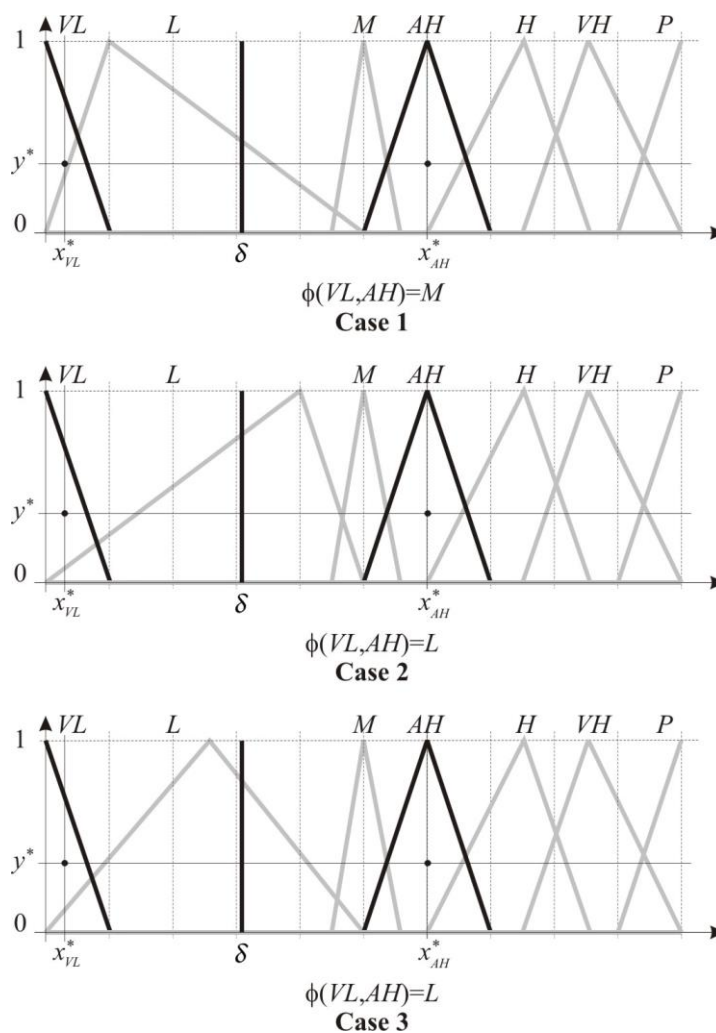 VL L M AH H VH P
1
y*
0
x*VL δ x*AH
ϕ(VL,AH)=M
Case 1
VL L M AH H VH P
1
y*
0
x*VL δ x*AH
ϕ(VL,AH)=L
Case 2
VL L M AH H VH P
1
y*
0
x*VL δ x*AH
ϕ(VL,AH)=L
Case 3